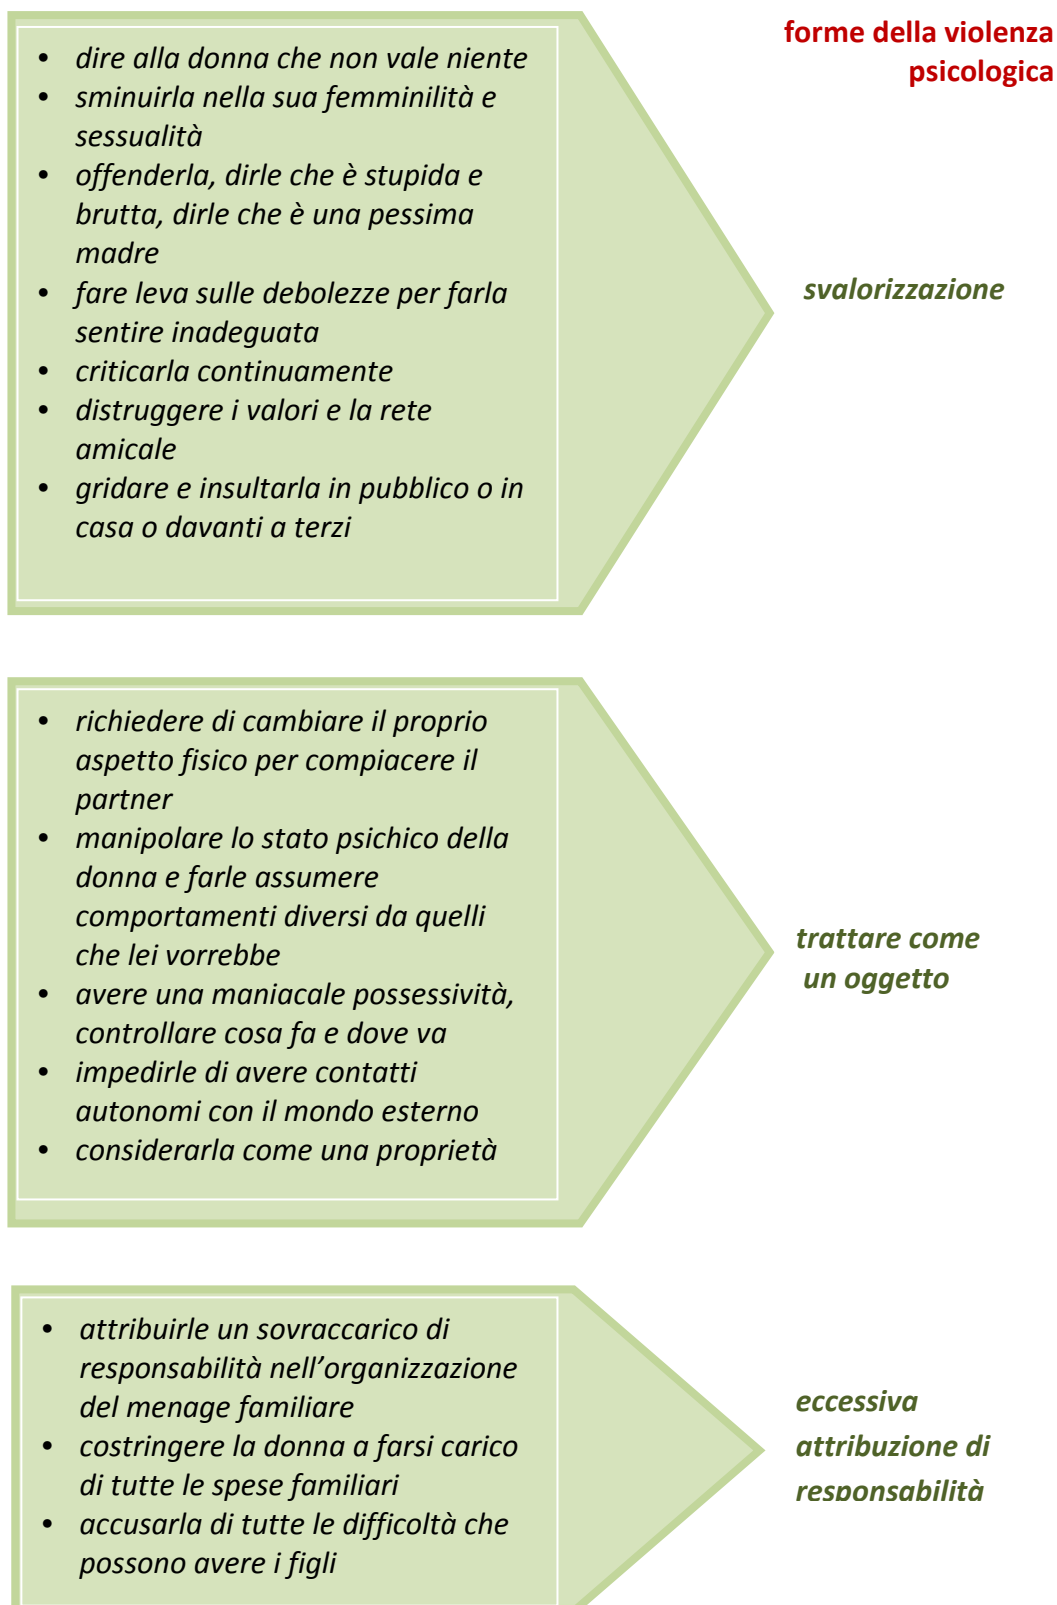 forme della violenza
psicologica
• dire alla donna che non vale niente
• sminuirla nella sua femminilità e
sessualità
• offenderla, dirle che è stupida e
brutta, dirle che è una pessima
madre
• fare leva sulle debolezze per farla
sentire inadeguata
• criticarla continuamente
• distruggere i valori e la rete
amicale
• gridare e insultarla in pubblico o in
casa o davanti a terzi
svalorizzazione
• richiedere di cambiare il proprio
aspetto fisico per compiacere il
partner
• manipolare lo stato psichico della
donna e farle assumere
comportamenti diversi da quelli
che lei vorrebbe
• avere una maniacale possessività,
controllare cosa fa e dove va
• impedirle di avere contatti
autonomi con il mondo esterno
• considerarla come una proprietà
trattare come
un oggetto
• attribuirle un sovraccarico di
responsabilità nell’organizzazione
del menage familiare
• costringere la donna a farsi carico
di tutte le spese familiari
• accusarla di tutte le difficoltà che
possono avere i figli
eccessiva
attribuzione di
responsabilità